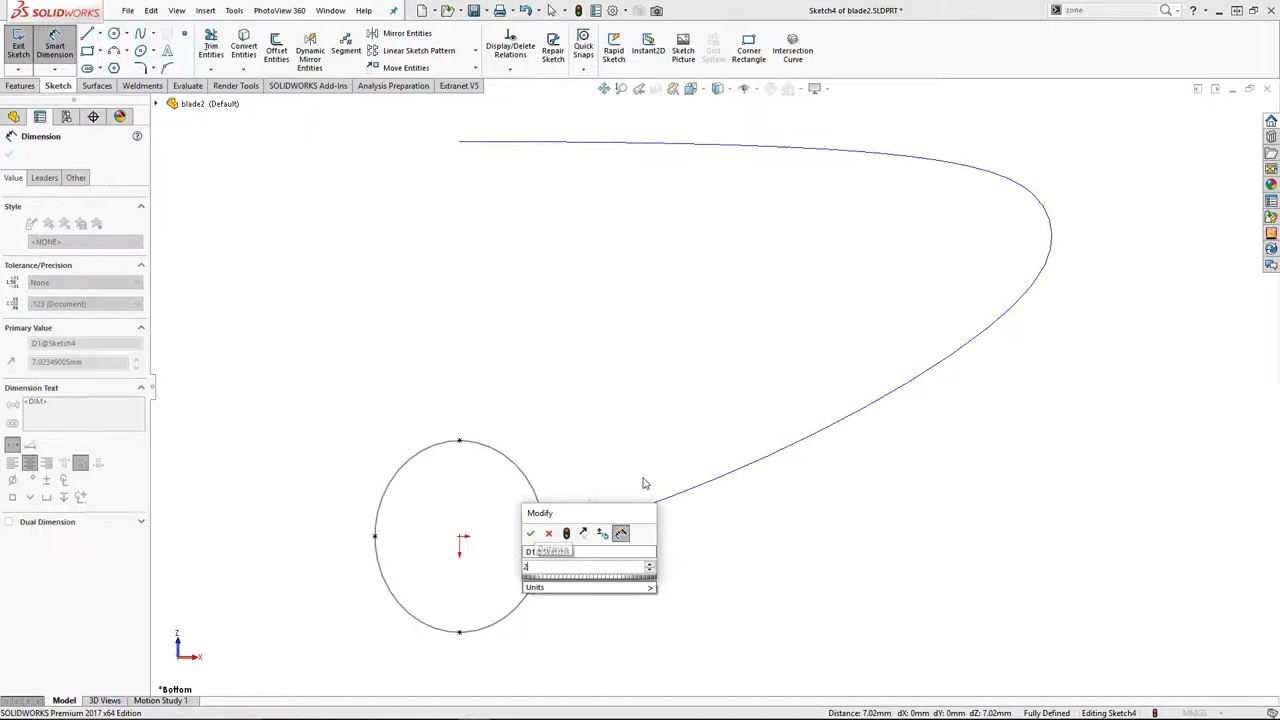 SOLIDWORKS
File Edit View Insert Tools PhotoView 360 Window Help
Sketch4 of blade2.SLDPRT *
zone
Exit Sketch
Smart Dimension
Trim Entities
Convert Entities
Offset Entities
Dynamic Mirror Entities
Segment
Mirror Entities
Linear Sketch Pattern
Move Entities
Display/Delete Relations
Repair Sketch
Quick Snaps
Rapid Sketch
Instant2D
Sketch Picture
Grid System
Corner Rectangle
Intersection Curve
Features Sketch Surfaces Weldments Evaluate Render Tools SOLIDWORKS Add-Ins Analysis Preparation Extranet V5
blade2 (Default)
Dimension
Value Leaders Other
Style
<NONE>
Tolerance/Precision
None
.123 (Document)
Primary Value
D1@Sketch4
7.02349005mm
Dimension Text
<DIM>
Dual Dimension
Modify
D1@Sketch4
2
Units >
Z
X
*Bottom
Model 3D Views Motion Study 1
SOLIDWORKS Premium 2017 x64 Edition
Distance: 7.02mm dX: 0mm dY: 0mm dZ: 7.02mm Fully Defined Editing Sketch4 MMGS